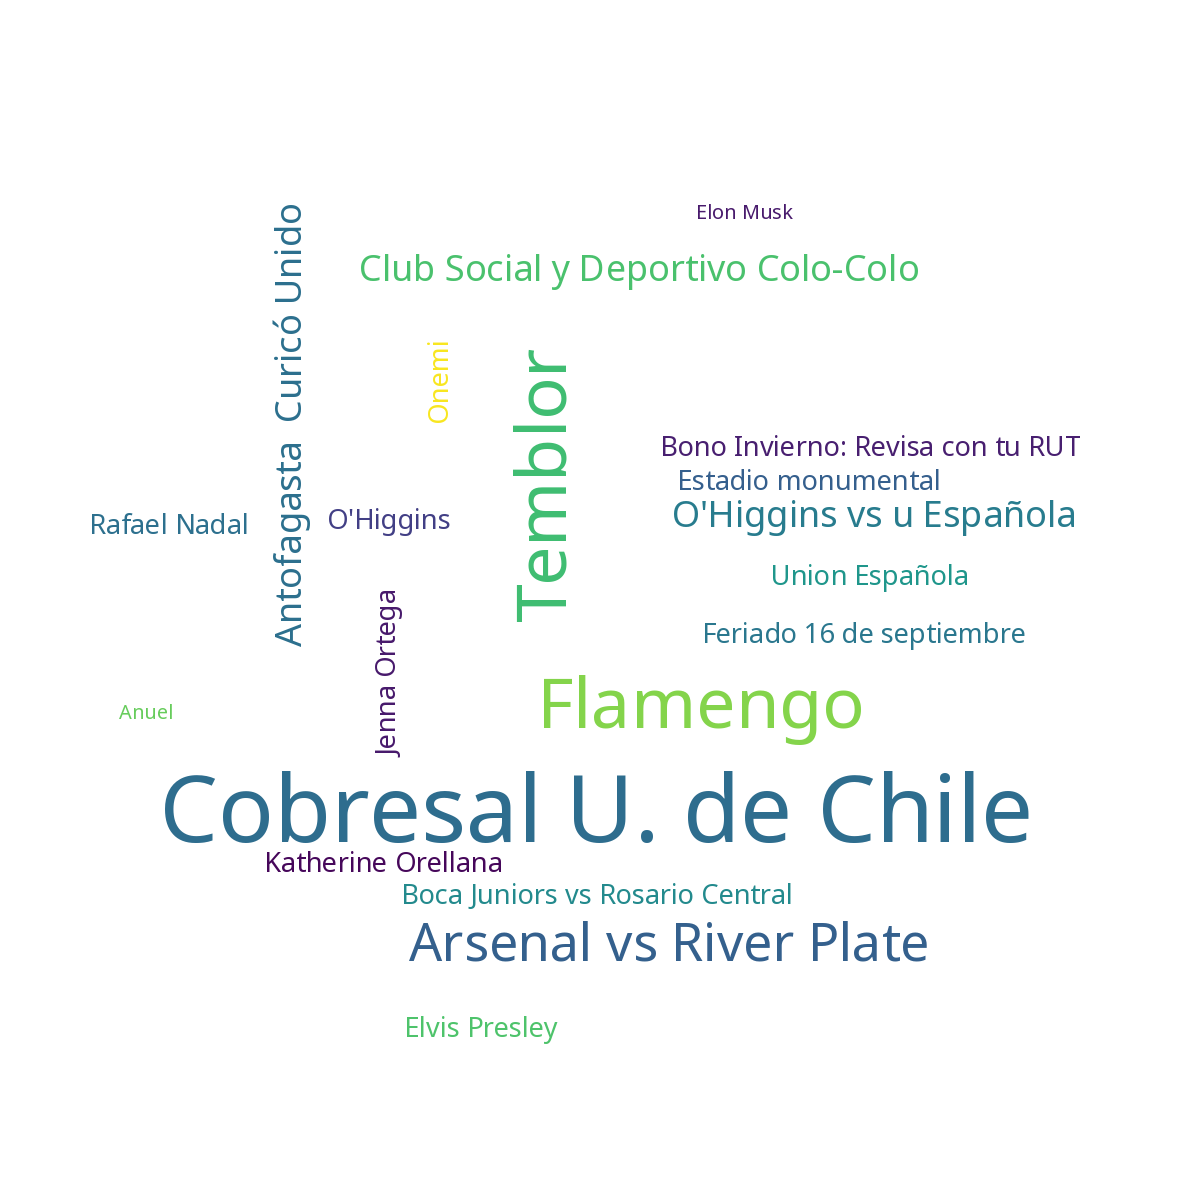 Elon Musk
Club Social y Deportivo Colo-Colo
Antofagasta Curicó Unido
Onemi
Temblor
Bono Invierno: Revisa con tu RUT
Estadio monumental
O'Higgins vs u Española
Rafael Nadal
O'Higgins
Union Española
Feriado 16 de septiembre
Jenna Ortega
Flamengo
Anuel
Cobresal U. de Chile
Katherine Orellana
Boca Juniors vs Rosario Central
Arsenal vs River Plate
Elvis Presley